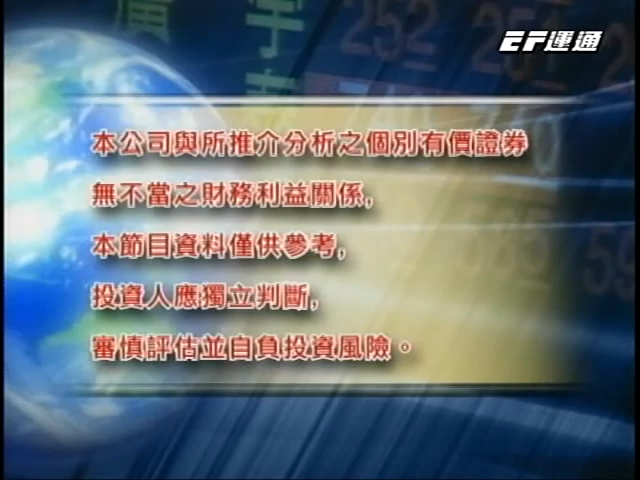 EF運通
本公司與所推介分析之個別有價證券
無不當之財務利益關係,
本節目資料僅供參考,
投資人應獨立判斷,
審慎評估並自負投資風險。